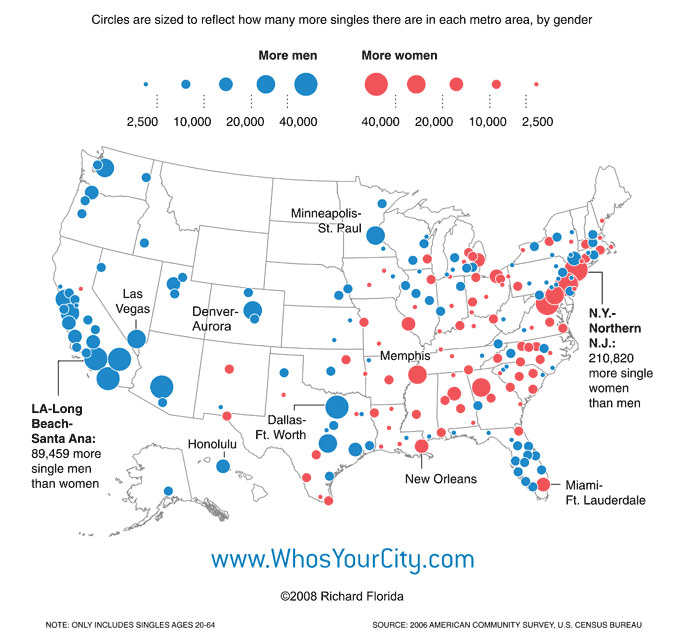 Circles are sized to reflect how many more singles there are in each metro area, by gender
More men
More women
2,500
10,000
20,000
40,000
40,000
20,000
10,000
2,500
Minneapolis-
St. Paul
Las
Vegas
Denver-
Aurora
Memphis
N.Y.-
Northern
N.J.:
210,820
more single
women
than men
LA-Long
Beach-
Santa Ana:
89,459 more
single men
than women
Dallas-
Ft. Worth
Honolulu
New Orleans
Miami-
Ft. Lauderdale
www.WhosYourCity.com
©2008 Richard Florida
NOTE: ONLY INCLUDES SINGLES AGES 20-64
SOURCE: 2006 AMERICAN COMMUNITY SURVEY, U.S. CENSUS BUREAU